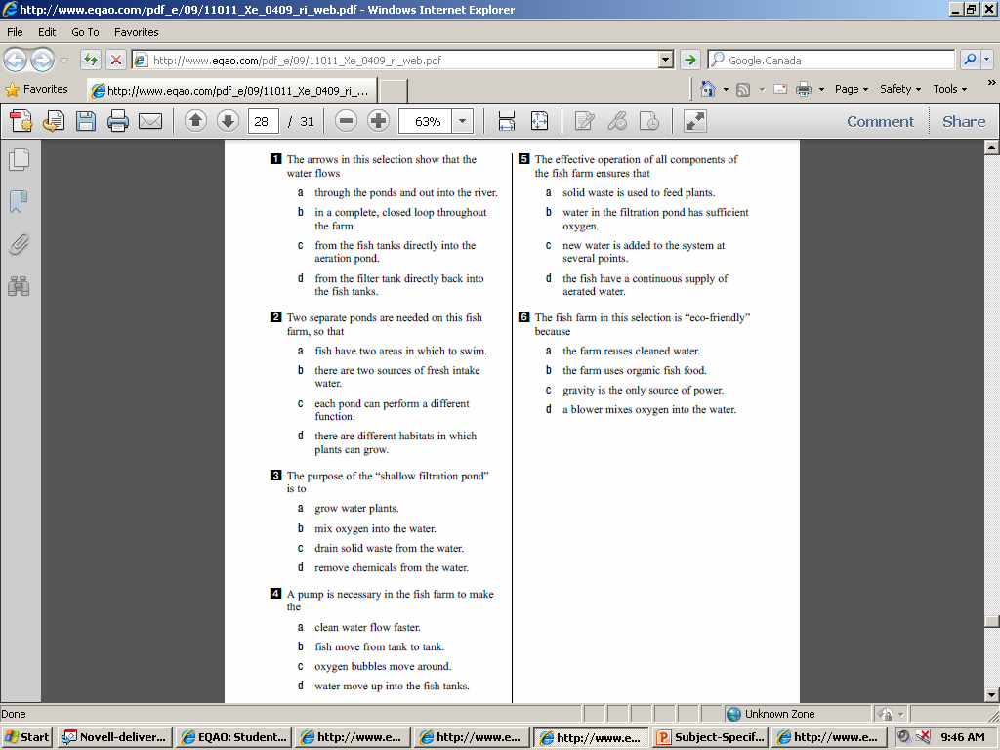 http://www.eqao.com/pdf_e/09/11011_Xe_0409_ri_web.pdf - Windows Internet Explorer
File Edit Go To Favorites
http://www.eqao.com/pdf_e/09/11011_Xe_0409_ri_web.pdf
Google.Canada
Favorites
http://www.eqao.com/pdf_e/09/11011_Xe_0409_ri_...
Page Safety Tools »
28 / 31
63%
Comment Share
1 The arrows in this selection show that the
water flows
a through the ponds and out into the river.
b in a complete, closed loop throughout
the farm.
c from the fish tanks directly into the
aeration pond.
d from the filter tank directly back into
the fish tanks.
2 Two separate ponds are needed on this fish
farm, so that
a fish have two areas in which to swim.
b there are two sources of fresh intake
water.
c each pond can perform a different
function.
d there are different habitats in which
plants can grow.
3 The purpose of the “shallow filtration pond”
is to
a grow water plants.
b mix oxygen into the water.
c drain solid waste from the water.
d remove chemicals from the water.
4 A pump is necessary in the fish farm to make
the
a clean water flow faster.
b fish move from tank to tank.
c oxygen bubbles move around.
d water move up into the fish tanks.
5 The effective operation of all components of
the fish farm ensures that
a solid waste is used to feed plants.
b water in the filtration pond has sufficient
oxygen.
c new water is added to the system at
several points.
d the fish have a continuous supply of
aerated water.
6 The fish farm in this selection is “eco-friendly”
because
a the farm reuses cleaned water.
b the farm uses organic fish food.
c gravity is the only source of power.
d a blower mixes oxygen into the water.
Done
Unknown Zone
Start
Novell-deliver...
EQAO: Student...
http://www.e...
http://www.e...
http://www.e...
Subject-Specif...
http://www.e...
9:46 AM